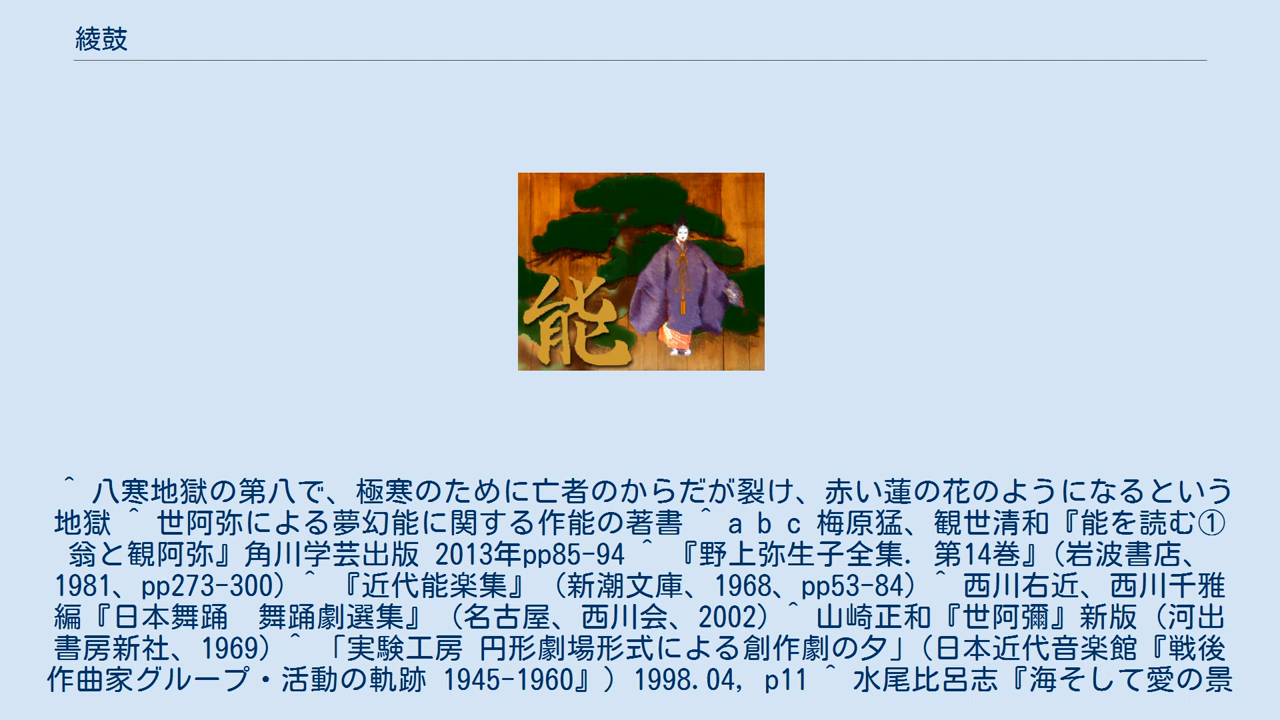 綾鼓
能
^ 八寒地獄の第八で、極寒のために亡者のからだが裂け、赤い蓮の花のようになるという
地獄 ^ 世阿弥による夢幻能に関する作能の著書 ^ a b c 梅原猛、観世清和『能を読む①
翁と観阿弥』角川学芸出版 2013年pp85-94 ^ 『野上弥生子全集. 第14巻』(岩波書店、
1981、pp273-300) ^ 『近代能楽集』 (新潮文庫、1968、pp53-84) ^ 西川右近、西川千雅
編『日本舞踊 舞踊劇選集』 (名古屋、西川会、2002) ^ 山崎正和『世阿彌』新版 (河出
書房新社、1969) ^ 「実験工房 円形劇場形式による創作劇の夕」(日本近代音楽館『戦後
作曲家グループ・活動の軌跡 1945-1960』) 1998.04, p11 ^ 水尾比呂志『海そして愛の景